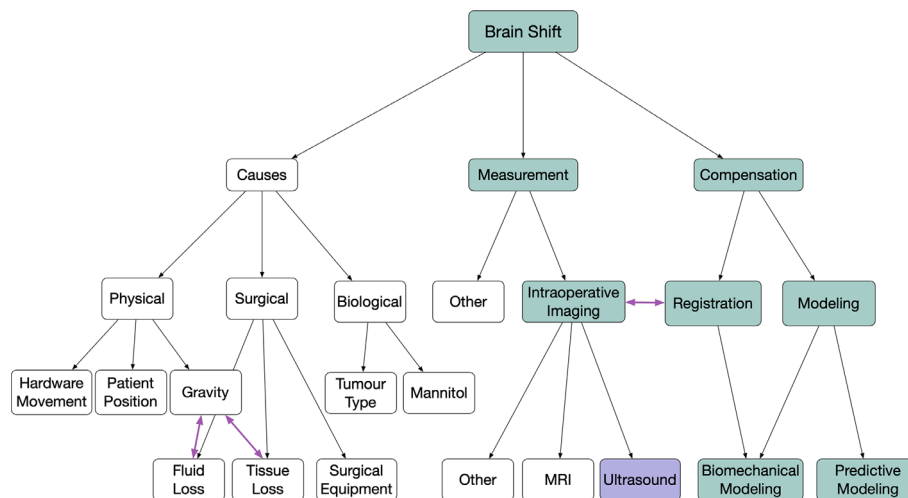 Brain Shift
Causes
Measurement
Compensation
Physical
Surgical
Biological
Other
Intraoperative
Imaging
Registration
Modeling
Hardware
Movement
Patient
Position
Gravity
Tumour
Type
Mannitol
Fluid
Loss
Tissue
Loss
Surgical
Equipment
Other
MRI
Ultrasound
Biomechanical
Modeling
Predictive
Modeling